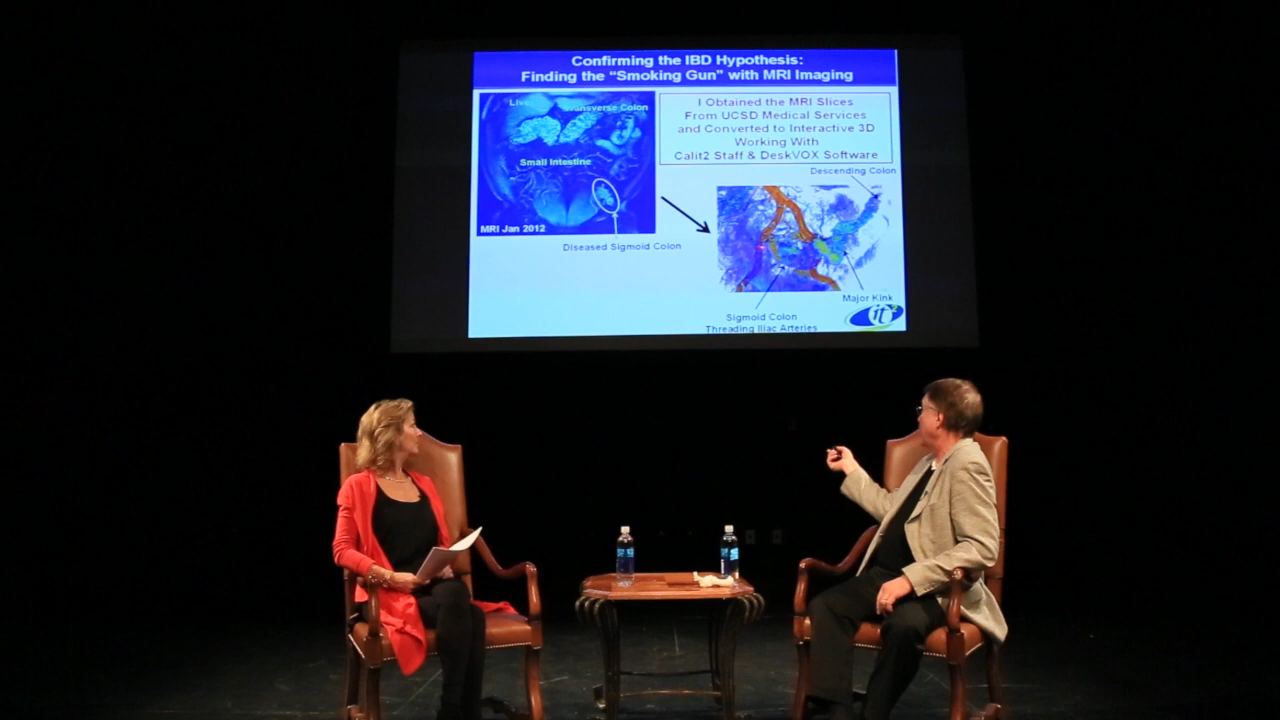 Confirming the IBD Hypothesis:
Finding the "Smoking Gun" with MRI Imaging
Transverse Colon
Small Intestine
MRI Jan 2012
Diseased Sigmoid Colon
I Obtained the MRI Slices
From UCSD Medical Services
and Converted to Interactive 3D
Working With
Calit2 Staff & DeskVOX Software
Descending Colon
Major Kink
Sigmoid Colon
Threading Iliac Arteries
it2